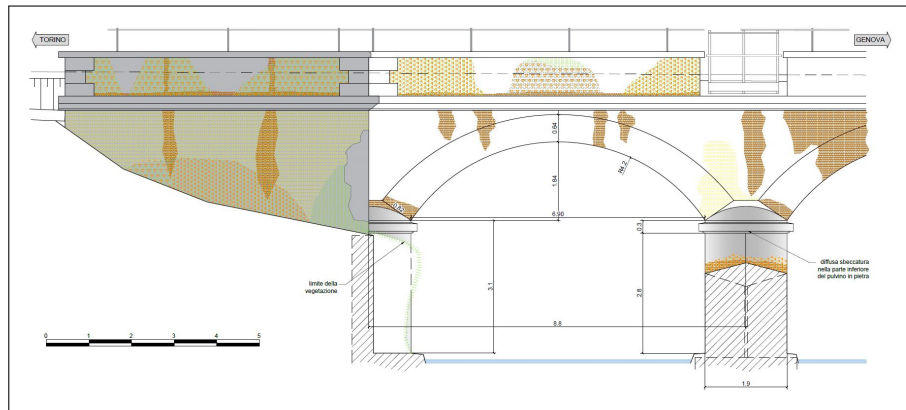 TORINO
GENOVA
0.64
1.84
R4.2
0.82
6.90
0.3
limite della
vegetazione
3.1
2.8
diffusa sbeccatura
nella parte inferiore
del pulvino in pietra
8.8
0 1 2 3 4 5
1.9